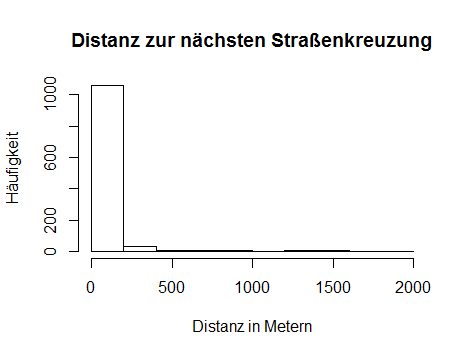 Distanz zur nächsten Straßenkreuzung
Häufigkeit
1000
600
200
0
0 500 1000 1500 2000
Distanz in Metern